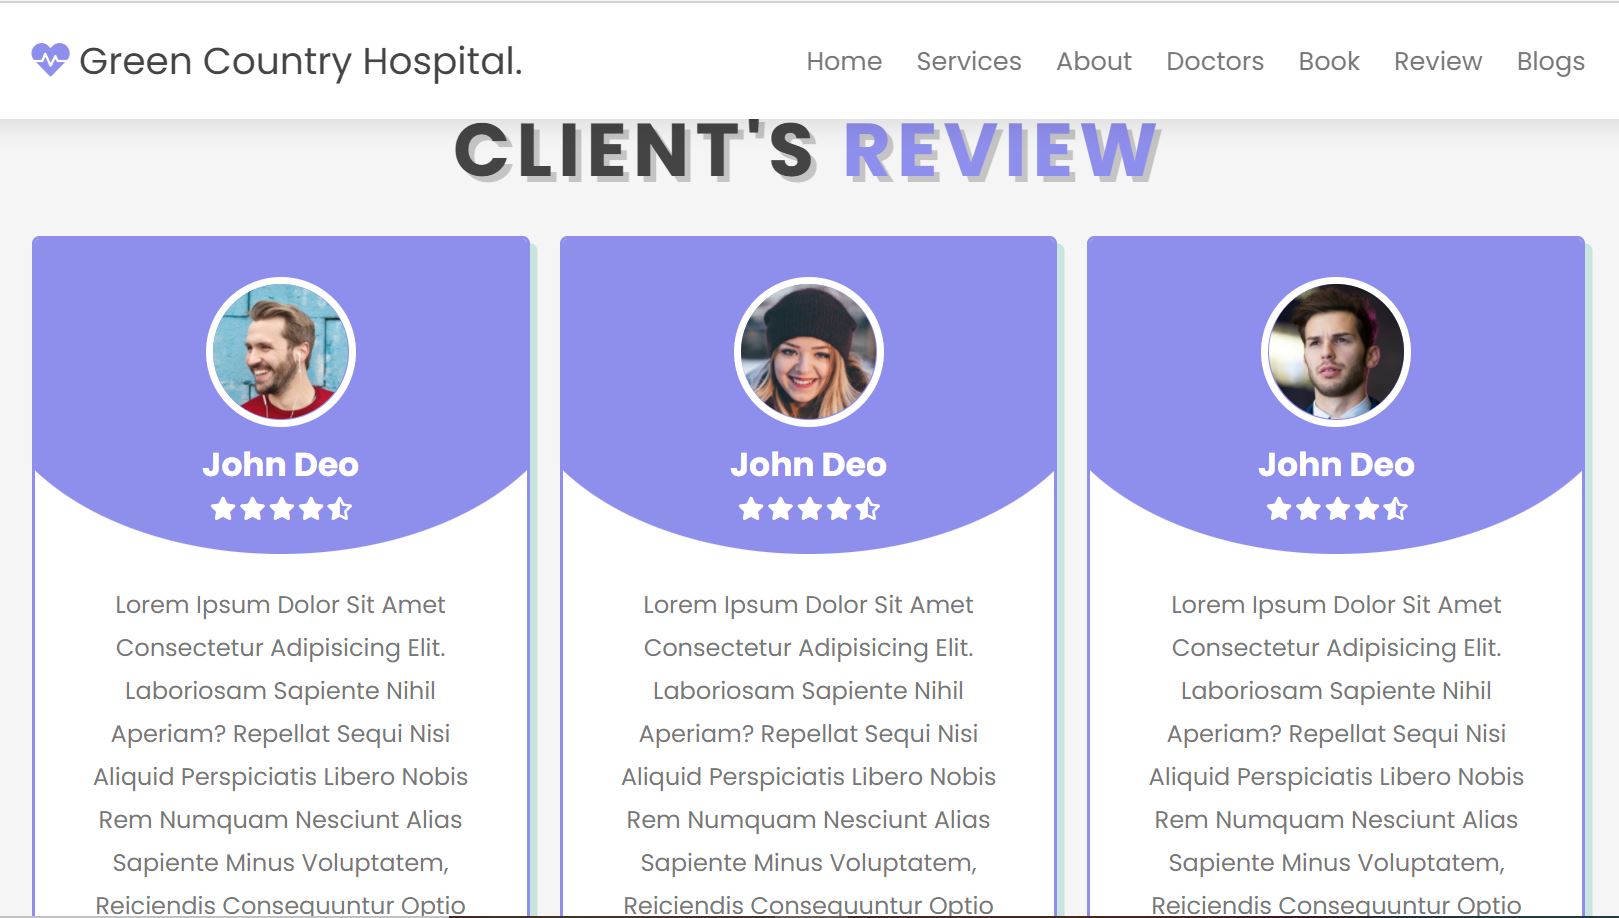 Green Country Hospital.
Home Services About Doctors Book Review Blogs
CLIENT'S REVIEW
John Deo
Lorem Ipsum Dolor Sit Amet
Consectetur Adipisicing Elit.
Laboriosam Sapiente Nihil
Aperiam? Repellat Sequi Nisi
Aliquid Perspiciatis Libero Nobis
Rem Numquam Nesciunt Alias
Sapiente Minus Voluptatem,
Reiciendis Consequuntur Optio
John Deo
Lorem Ipsum Dolor Sit Amet
Consectetur Adipisicing Elit.
Laboriosam Sapiente Nihil
Aperiam? Repellat Sequi Nisi
Aliquid Perspiciatis Libero Nobis
Rem Numquam Nesciunt Alias
Sapiente Minus Voluptatem,
Reiciendis Consequuntur Optio
John Deo
Lorem Ipsum Dolor Sit Amet
Consectetur Adipisicing Elit.
Laboriosam Sapiente Nihil
Aperiam? Repellat Sequi Nisi
Aliquid Perspiciatis Libero Nobis
Rem Numquam Nesciunt Alias
Sapiente Minus Voluptatem,
Reiciendis Consequuntur Optio